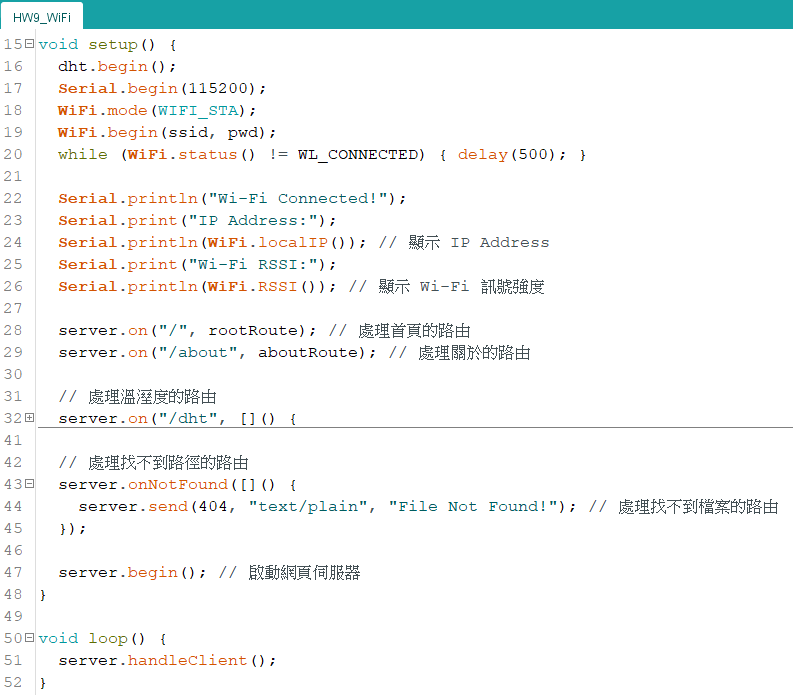 HW9_WiFi
15 void setup() {
16   dht.begin();
17   Serial.begin(115200);
18   WiFi.mode(WIFI_STA);
19   WiFi.begin(ssid, pwd);
20   while (WiFi.status() != WL_CONNECTED) { delay(500); }
21
22   Serial.println("Wi-Fi Connected!");
23   Serial.print("IP Address:");
24   Serial.println(WiFi.localIP()); // 顯示 IP Address
25   Serial.print("Wi-Fi RSSI:");
26   Serial.println(WiFi.RSSI()); // 顯示 Wi-Fi 訊號強度
27
28   server.on("/", rootRoute); // 處理首頁的路由
29   server.on("/about", aboutRoute); // 處理關於的路由
30
31   // 處理溫溼度的路由
32   server.on("/dht", []() {
41
42   // 處理找不到路徑的路由
43   server.onNotFound([]() {
44     server.send(404, "text/plain", "File Not Found!"); // 處理找不到檔案的路由
45   });
46
47   server.begin(); // 啟動網頁伺服器
48 }
49
50 void loop() {
51   server.handleClient();
52 }